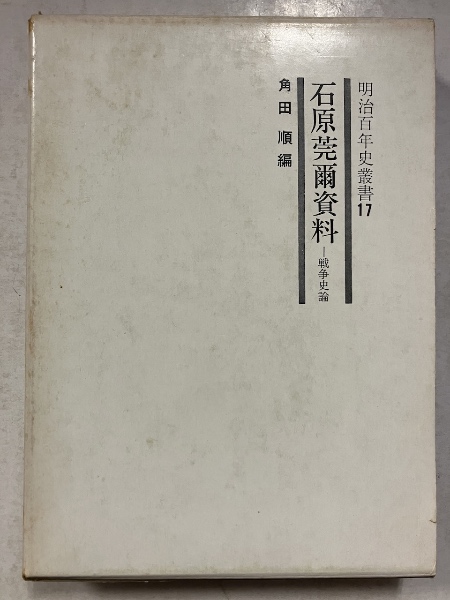 明治百年史叢書17
石原莞爾資料
―戦争史論
角田順編